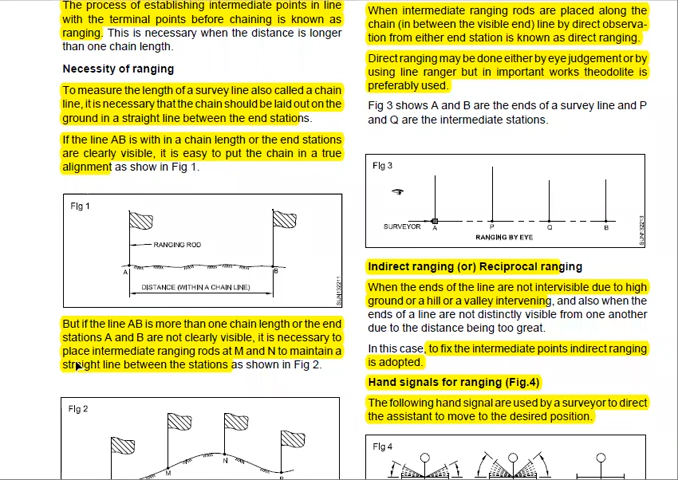 The process of establishing intermediate points in line
with the terminal points before chaining is known as
ranging. This is necessary when the distance is longer
than one chain length.
Necessity of ranging
To measure the length of a survey line also called a chain
line, it is necessary that the chain should be laid out on the
ground in a straight line between the end stations.
If the line AB is with in a chain length or the end stations
are clearly visible, it is easy to put the chain in a true
alignment as show in Fig 1.
Fig 1
RANGING ROD
A
B
DISTANCE (WITHIN A CHAIN LINE)
SUN132211
But if the line AB is more than one chain length or the end
stations A and B are not clearly visible, it is necessary to
place intermediate ranging rods at M and N to maintain a
straight line between the stations as shown in Fig 2.
Fig 2
M
N
When intermediate ranging rods are placed along the
chain (in between the visible end) line by direct observa-
tion from either end station is known as direct ranging.
Direct ranging may be done either by eye judgement or by
using line ranger but in important works theodolite is
preferably used.
Fig 3 shows A and B are the ends of a survey line and P
and Q are the intermediate stations.
Fig 3
SURVEYOR A P Q B
RANGING BY EYE
Indirect ranging (or) Reciprocal ranging
When the ends of the line are not intervisible due to high
ground or a hill or a valley intervening, and also when the
ends of a line are not distinctly visible from one another
due to the distance being too great.
In this case, to fix the intermediate points indirect ranging
is adopted.
Hand signals for ranging (Fig.4)
The following hand signal are used by a surveyor to direct
the assistant to move to the desired position.
Fig 4